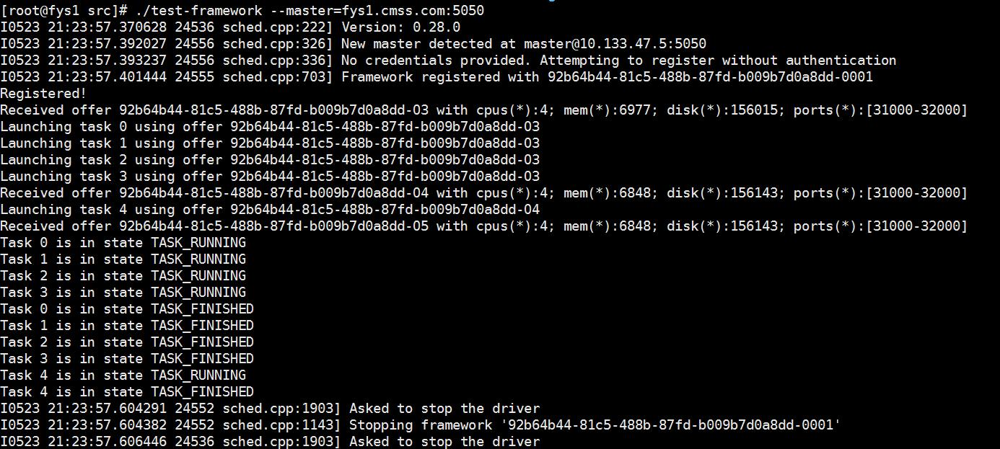 [root@fys1 src]# ./test-framework --master=fys1.cmss.com:5050
I0523 21:23:57.370628 24536 sched.cpp:222] Version: 0.28.0
I0523 21:23:57.392027 24556 sched.cpp:326] New master detected at master@10.133.47.5:5050
I0523 21:23:57.393237 24556 sched.cpp:336] No credentials provided. Attempting to register without authentication
I0523 21:23:57.401444 24555 sched.cpp:703] Framework registered with 92b64b44-81c5-488b-87fd-b009b7d0a8dd-0001
Registered!
Received offer 92b64b44-81c5-488b-87fd-b009b7d0a8dd-O3 with cpus(*):4; mem(*):6977; disk(*):156015; ports(*):[31000-32000]
Launching task 0 using offer 92b64b44-81c5-488b-87fd-b009b7d0a8dd-O3
Launching task 1 using offer 92b64b44-81c5-488b-87fd-b009b7d0a8dd-O3
Launching task 2 using offer 92b64b44-81c5-488b-87fd-b009b7d0a8dd-O3
Launching task 3 using offer 92b64b44-81c5-488b-87fd-b009b7d0a8dd-O3
Received offer 92b64b44-81c5-488b-87fd-b009b7d0a8dd-O4 with cpus(*):4; mem(*):6848; disk(*):156143; ports(*):[31000-32000]
Launching task 4 using offer 92b64b44-81c5-488b-87fd-b009b7d0a8dd-O4
Received offer 92b64b44-81c5-488b-87fd-b009b7d0a8dd-O5 with cpus(*):4; mem(*):6848; disk(*):156143; ports(*):[31000-32000]
Task 0 is in state TASK_RUNNING
Task 1 is in state TASK_RUNNING
Task 2 is in state TASK_RUNNING
Task 3 is in state TASK_RUNNING
Task 0 is in state TASK_FINISHED
Task 1 is in state TASK_FINISHED
Task 2 is in state TASK_FINISHED
Task 3 is in state TASK_FINISHED
Task 4 is in state TASK_RUNNING
Task 4 is in state TASK_FINISHED
I0523 21:23:57.604291 24552 sched.cpp:1903] Asked to stop the driver
I0523 21:23:57.604382 24552 sched.cpp:1143] Stopping framework '92b64b44-81c5-488b-87fd-b009b7d0a8dd-0001'
I0523 21:23:57.606446 24536 sched.cpp:1903] Asked to stop the driver